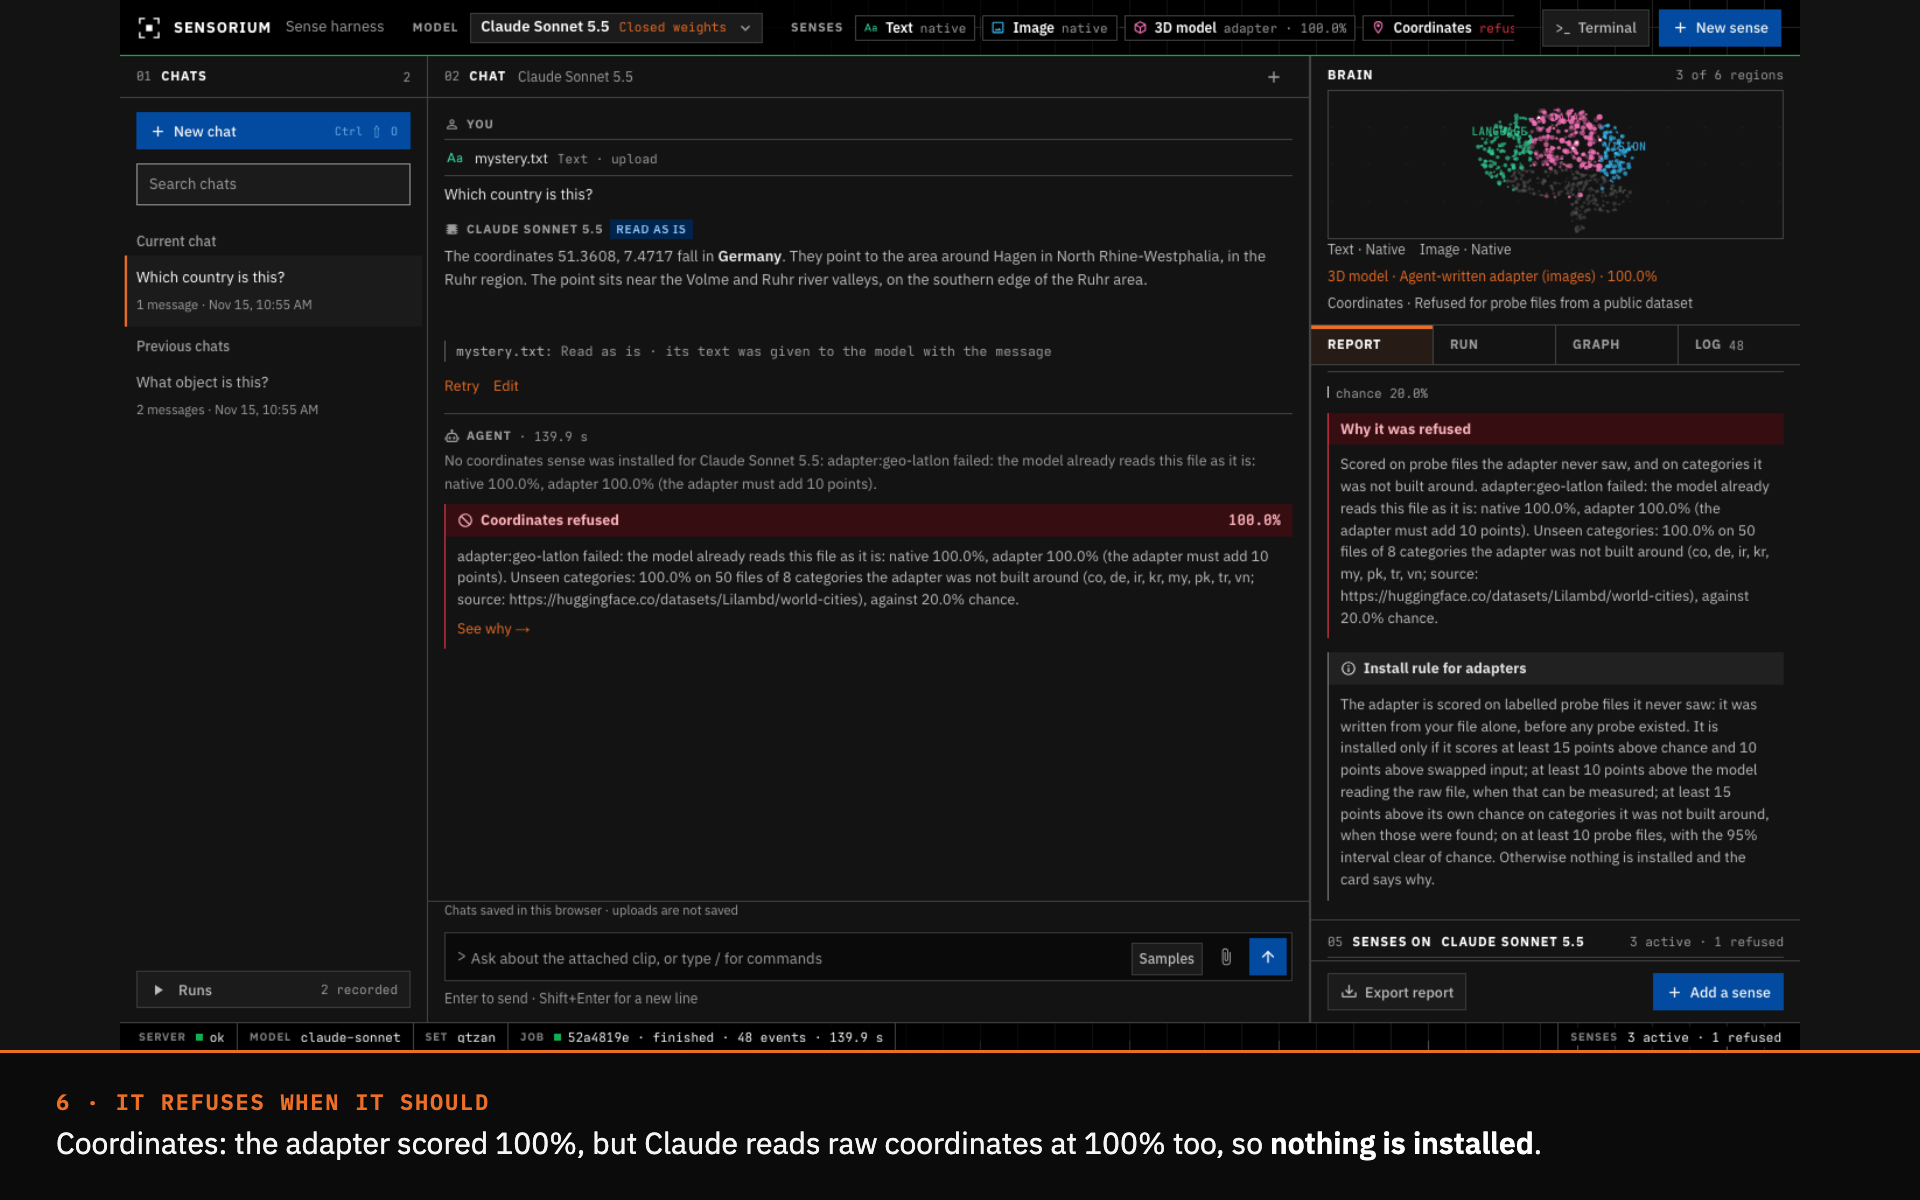 SENSORIUM Sense harness MODEL Claude Sonnet 5.5 Closed weights SENSES Aa Text native Image native 3D model adapter · 100.0% Coordinates refus >_ Terminal + New sense
01 CHATS 2
+ New chat Ctrl ⇧ O
Search chats
Current chat
Which country is this?
1 message · Nov 15, 10:55 AM
Previous chats
What object is this?
2 messages · Nov 15, 10:55 AM
Runs 2 recorded
02 CHAT Claude Sonnet 5.5 +
YOU
Aa mystery.txt Text · upload
Which country is this?
CLAUDE SONNET 5.5 READ AS IS
The coordinates 51.3608, 7.4717 fall in Germany. They point to the area around Hagen in North Rhine-Westphalia, in the
Ruhr region. The point sits near the Volme and Ruhr river valleys, on the southern edge of the Ruhr area.
mystery.txt: Read as is · its text was given to the model with the message
Retry Edit
AGENT · 139.9 s
No coordinates sense was installed for Claude Sonnet 5.5: adapter:geo-latlon failed: the model already reads this file as it is:
native 100.0%, adapter 100.0% (the adapter must add 10 points).
Coordinates refused 100.0%
adapter:geo-latlon failed: the model already reads this file as it is: native 100.0%, adapter 100.0% (the adapter must add 10
points). Unseen categories: 100.0% on 50 files of 8 categories the adapter was not built around (co, de, ir, kr, my, pk, tr, vn;
source: https://huggingface.co/datasets/Lilambd/world-cities), against 20.0% chance.
See why →
Chats saved in this browser · uploads are not saved
> Ask about the attached clip, or type / for commands Samples
Enter to send · Shift+Enter for a new line
BRAIN 3 of 6 regions
LANGUAGE
VISION
Text · Native Image · Native
3D model · Agent-written adapter (images) · 100.0%
Coordinates · Refused for probe files from a public dataset
REPORT RUN GRAPH LOG 48
chance 20.0%
Why it was refused
Scored on probe files the adapter never saw, and on categories it
was not built around. adapter:geo-latlon failed: the model already
reads this file as it is: native 100.0%, adapter 100.0% (the
adapter must add 10 points). Unseen categories: 100.0% on 50
files of 8 categories the adapter was not built around (co, de, ir, kr,
my, pk, tr, vn; source:
https://huggingface.co/datasets/Lilambd/world-cities), against
20.0% chance.
Install rule for adapters
The adapter is scored on labelled probe files it never saw: it was
written from your file alone, before any probe existed. It is
installed only if it scores at least 15 points above chance and 10
points above swapped input; at least 10 points above the model
reading the raw file, when that can be measured; at least 15
points above its own chance on categories it was not built around,
when those were found; on at least 10 probe files, with the 95%
interval clear of chance. Otherwise nothing is installed and the
card says why.
05 SENSES ON CLAUDE SONNET 5.5 3 active · 1 refused
Export report + Add a sense
SERVER ok MODEL claude-sonnet SET gtzan JOB 52a4819e · finished · 48 events · 139.9 s SENSES 3 active · 1 refused
6 · IT REFUSES WHEN IT SHOULD
Coordinates: the adapter scored 100%, but Claude reads raw coordinates at 100% too, so nothing is installed.